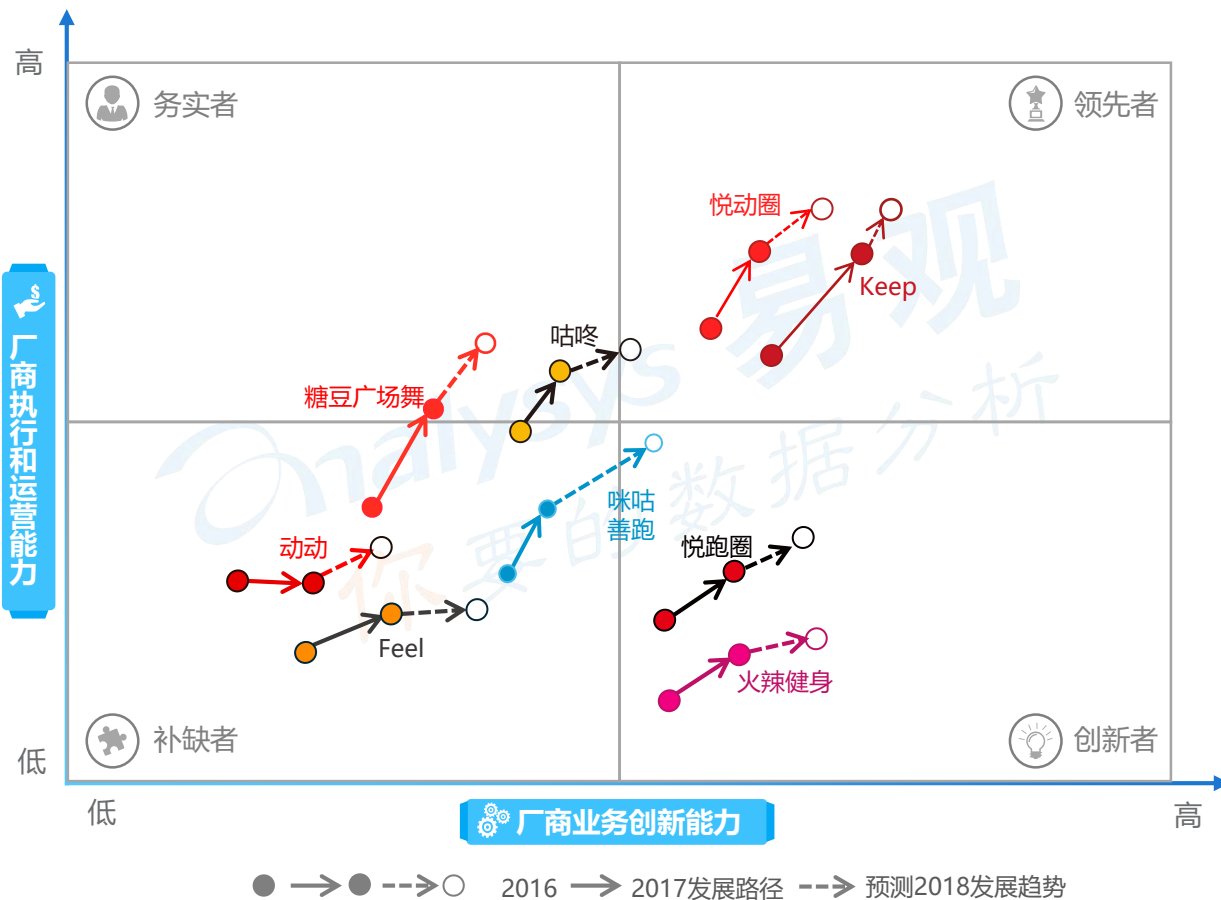 高
务实者
领先者
悦动圈
Keep
咕咚
糖豆广场舞
$
厂商执行和运营能力
analysys 易观
你要的数据分析
咪咕
善跑
动动
悦跑圈
Feel
火辣健身
补缺者
创新者
低
低
厂商业务创新能力
高
2016
2017发展路径
预测2018发展趋势